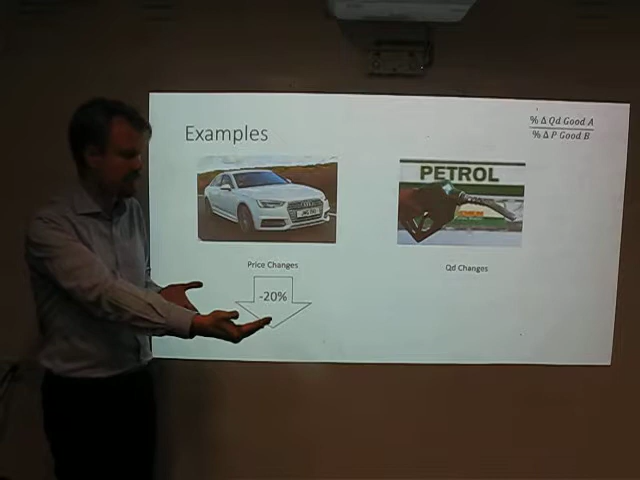 Examples
% Δ Qd Good A
% Δ P Good B
PETROL
Price Changes
Qd Changes
-20%